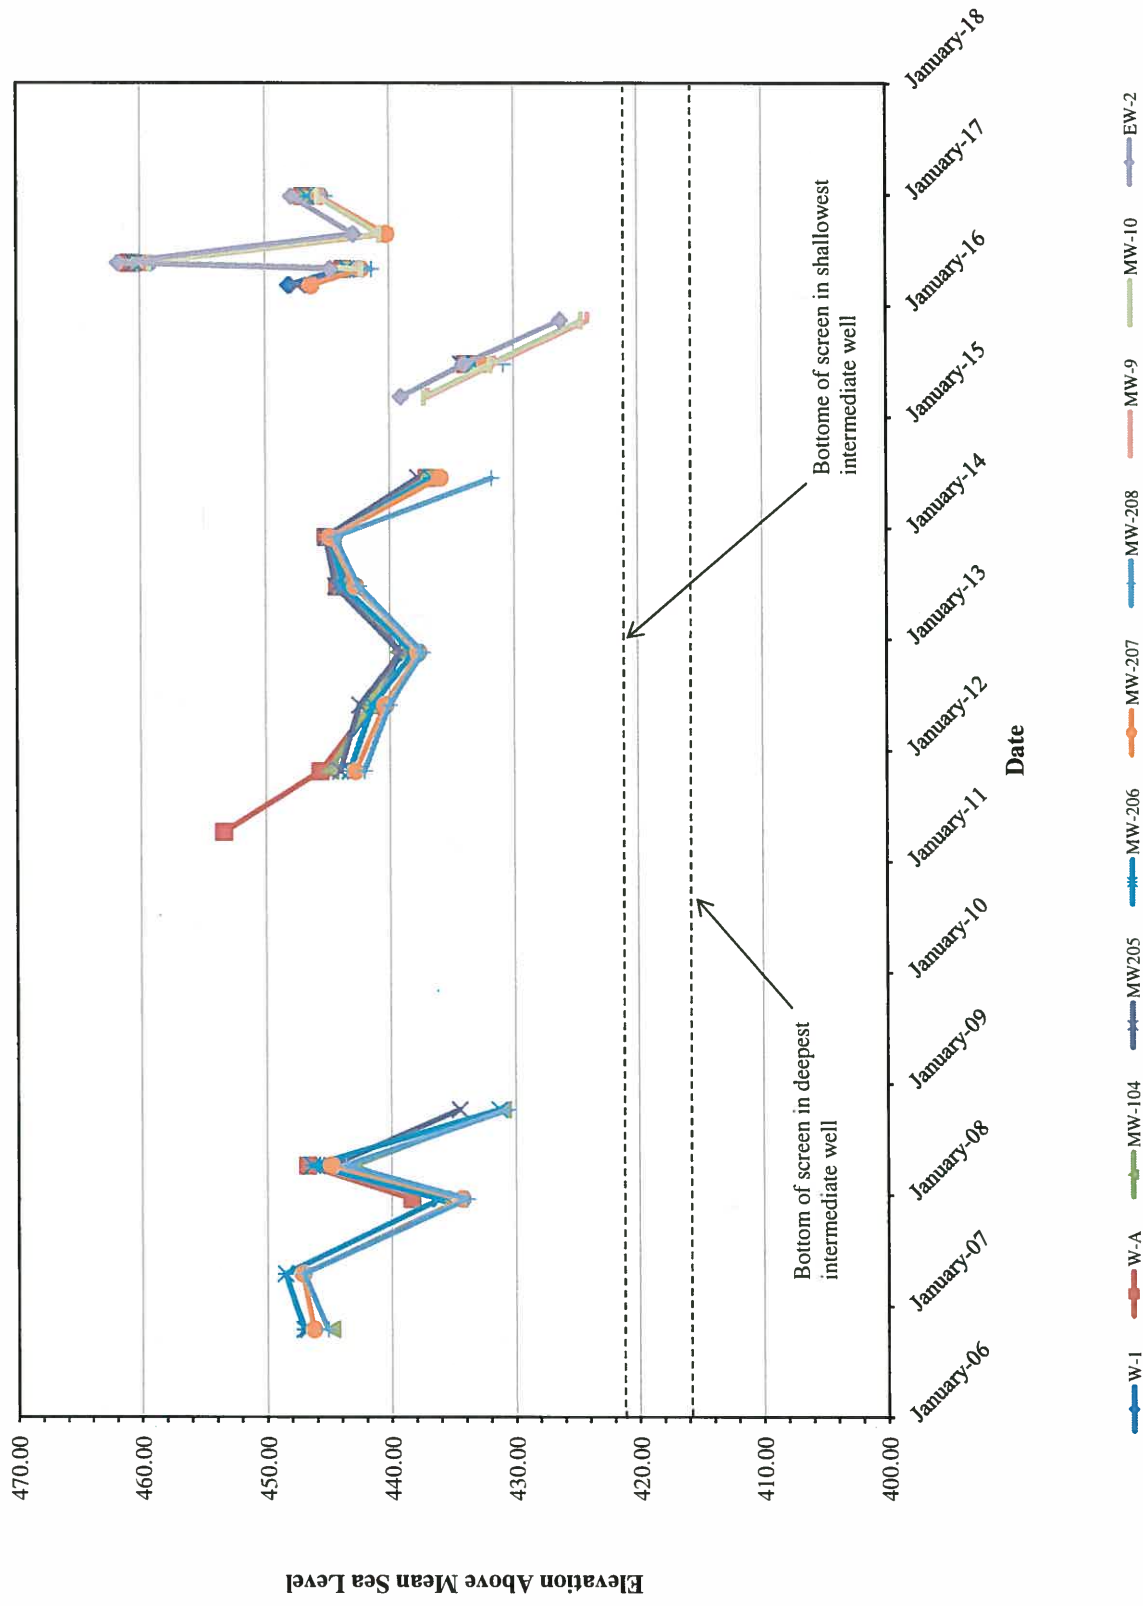 Elevation Above Mean Sea Level
470.00
460.00
450.00
440.00
430.00
420.00
410.00
400.00
Bottom of screen in deepest
intermediate well
Bottome of screen in shallowest
intermediate well
January-06
January-07
January-08
January-09
January-10
January-11
January-12
January-13
January-14
January-15
January-16
January-17
January-18
Date
W-1
W-A
MW-104
MW205
MW-206
MW-207
MW-208
MW-9
MW-10
EW-2